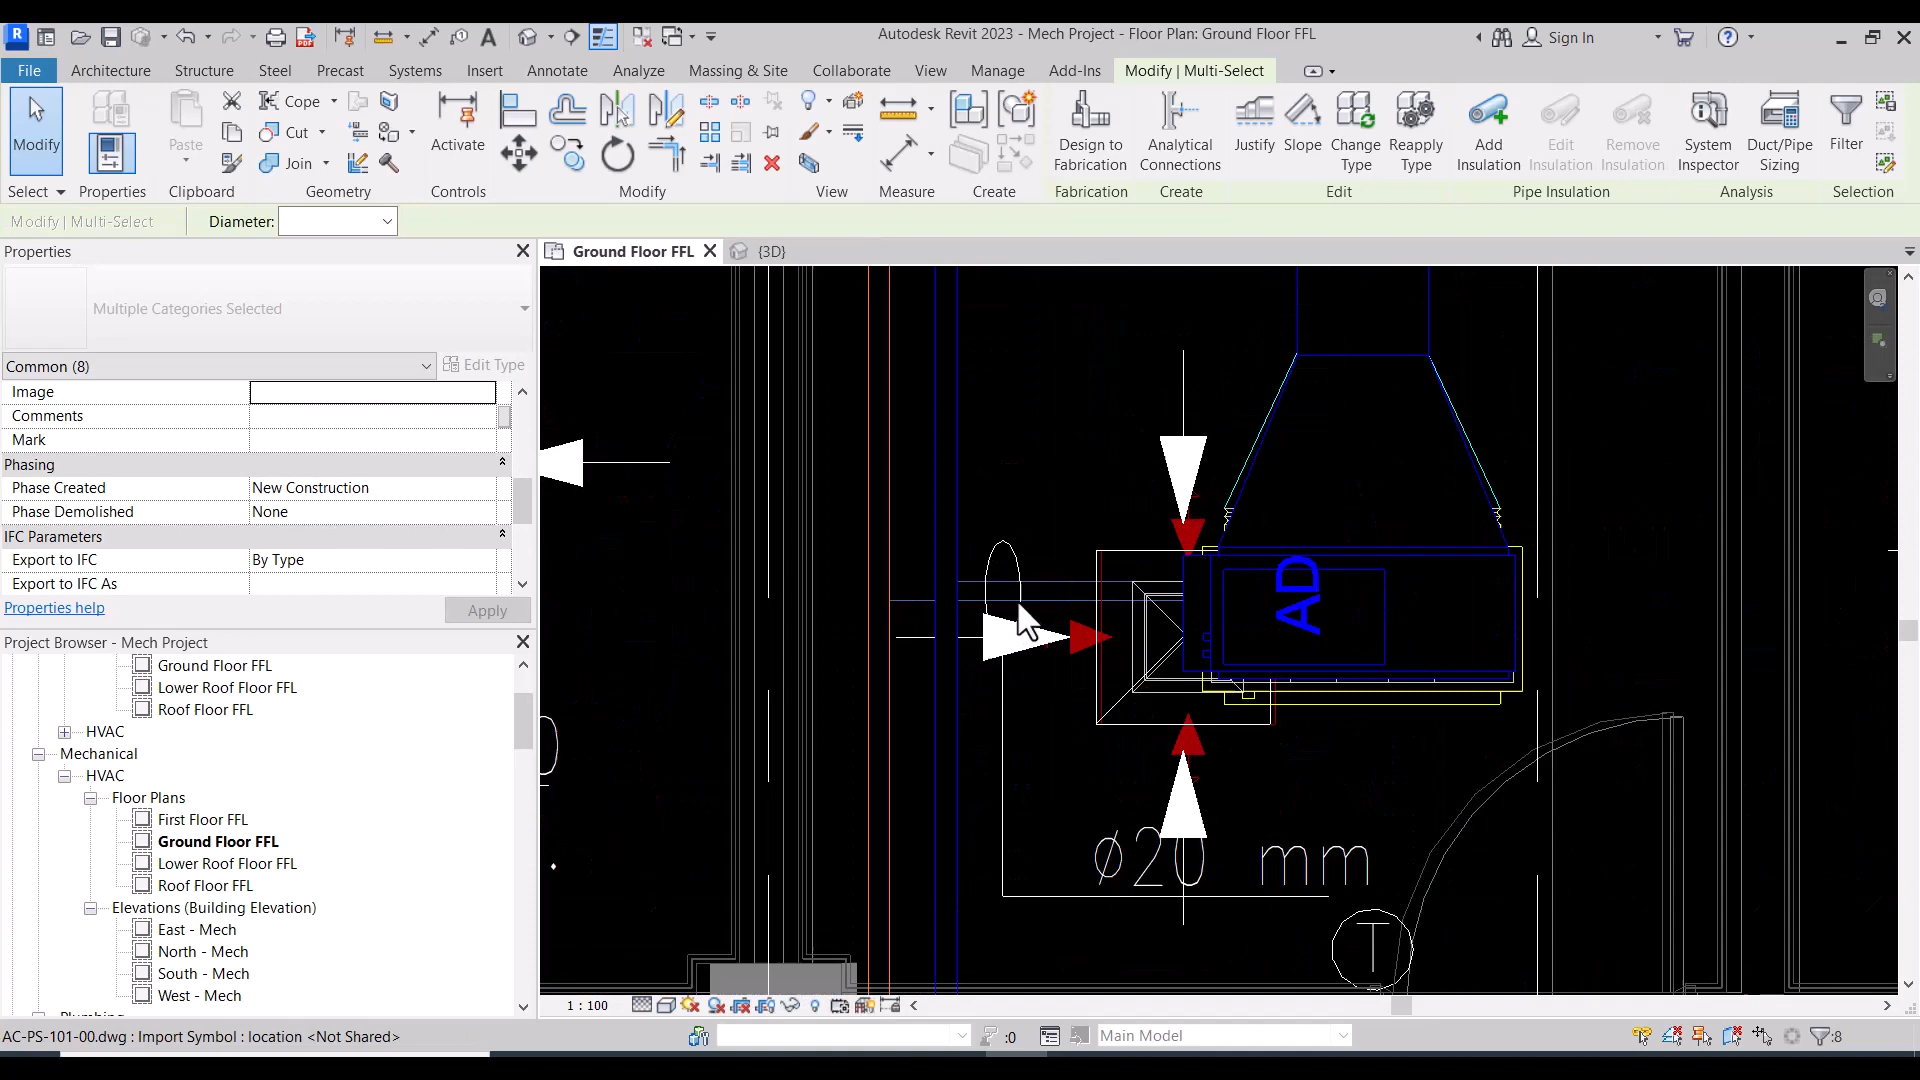 Autodesk Revit 2023 - Mech Project - Floor Plan: Ground Floor FFL
Sign In
File Architecture Structure Steel Precast Systems Insert Annotate Analyze Massing & Site Collaborate View Manage Add-Ins Modify | Multi-Select
Modify
Paste
Cope
Cut
Join
Activate
Design to Fabrication
Analytical Connections
Justify
Slope
Change Type
Reapply Type
Add Insulation
Edit Insulation
Remove Insulation
System Inspector
Duct/Pipe Sizing
Filter
Select Properties Clipboard Geometry Controls Modify View Measure Create Fabrication Create Edit Pipe Insulation Analysis Selection
Modify | Multi-Select Diameter:
Properties
Ground Floor FFL
{3D}
Multiple Categories Selected
Common (8)
Edit Type
Image
Comments
Mark
Phasing
Phase Created New Construction
Phase Demolished None
IFC Parameters
Export to IFC By Type
Export to IFC As
Properties help
Apply
Project Browser - Mech Project
Ground Floor FFL
Lower Roof Floor FFL
Roof Floor FFL
HVAC
Mechanical
HVAC
Floor Plans
First Floor FFL
Ground Floor FFL
Lower Roof Floor FFL
Roof Floor FFL
Elevations (Building Elevation)
East - Mech
North - Mech
South - Mech
West - Mech
AD
ø20 mm
T
1 : 100
AC-PS-101-00.dwg : Import Symbol : location <Not Shared>
:0
Main Model
:8